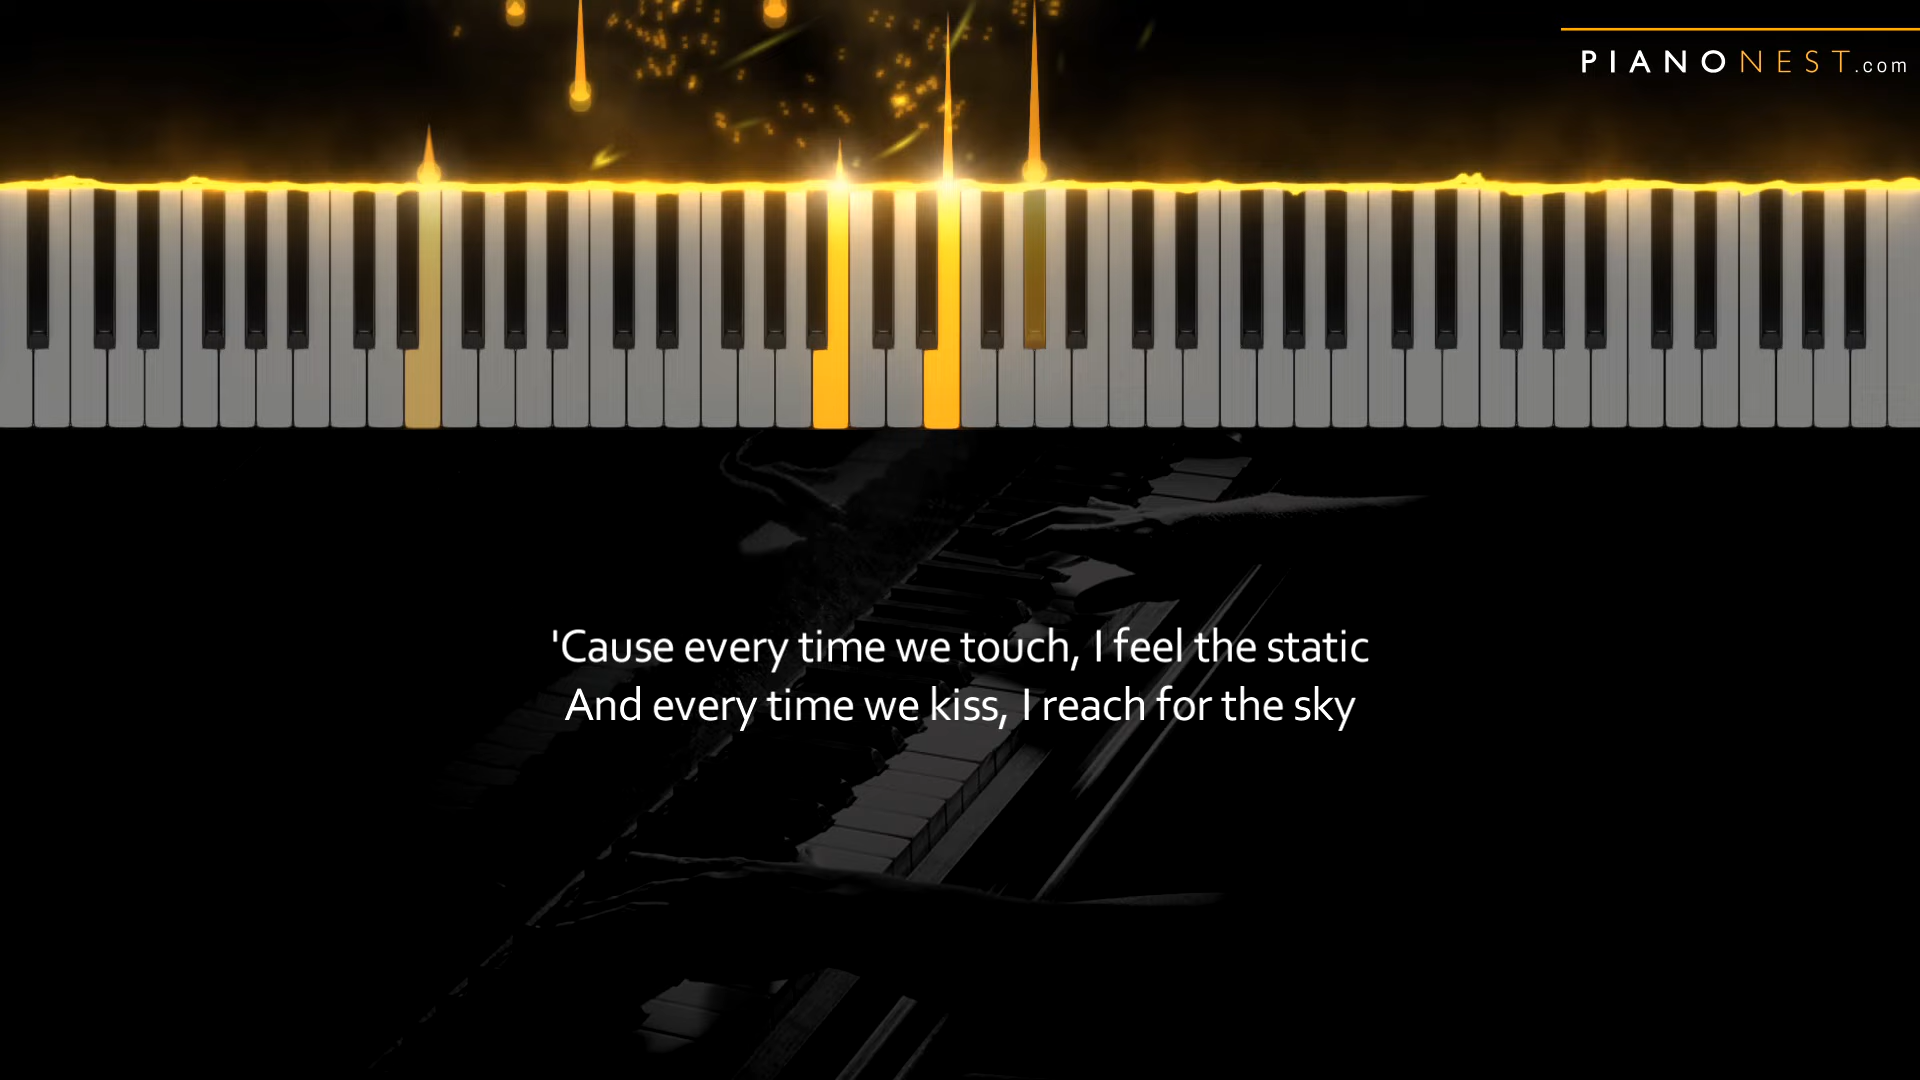 PIANONEST.com
'Cause every time we touch, I feel the static
And every time we kiss, I reach for the sky